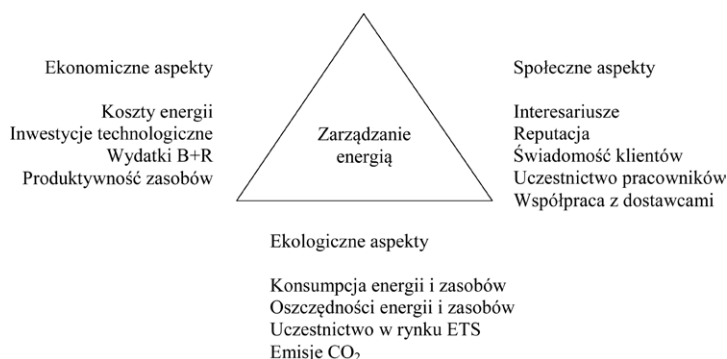 Ekonomiczne aspekty
Koszty energii
Inwestycje technologiczne
Wydatki B+R
Produktywność zasobów
Zarządzanie
energią
Społeczne aspekty
Interesariusze
Reputacja
Świadomość klientów
Uczestnictwo pracowników
Współpraca z dostawcami
Ekologiczne aspekty
Konsumpcja energii i zasobów
Oszczędności energii i zasobów
Uczestnictwo w rynku ETS
Emisje CO₂